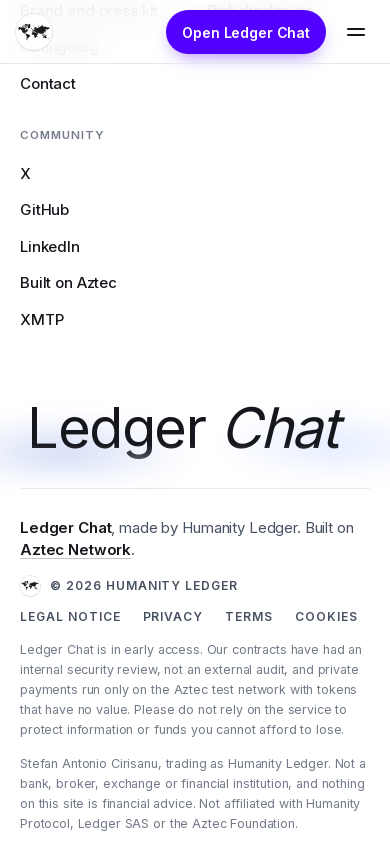 Brand and press kit
Open Ledger Chat
Changelog
Contact
COMMUNITY
X
GitHub
LinkedIn
Built on Aztec
XMTP
Ledger Chat
Ledger Chat, made by Humanity Ledger. Built on
Aztec Network.
© 2026 HUMANITY LEDGER
LEGAL NOTICE PRIVACY TERMS COOKIES
Ledger Chat is in early access. Our contracts have had an
internal security review, not an external audit, and private
payments run only on the Aztec test network with tokens
that have no value. Please do not rely on the service to
protect information or funds you cannot afford to lose.
Stefan Antonio Cirisanu, trading as Humanity Ledger. Not a
bank, broker, exchange or financial institution, and nothing
on this site is financial advice. Not affiliated with Humanity
Protocol, Ledger SAS or the Aztec Foundation.